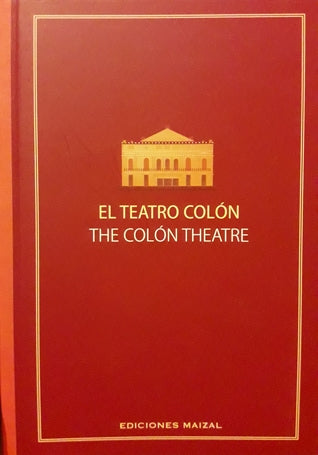 EL TEATRO COLÓN
THE COLÓN THEATRE
EDICIONES MAIZAL